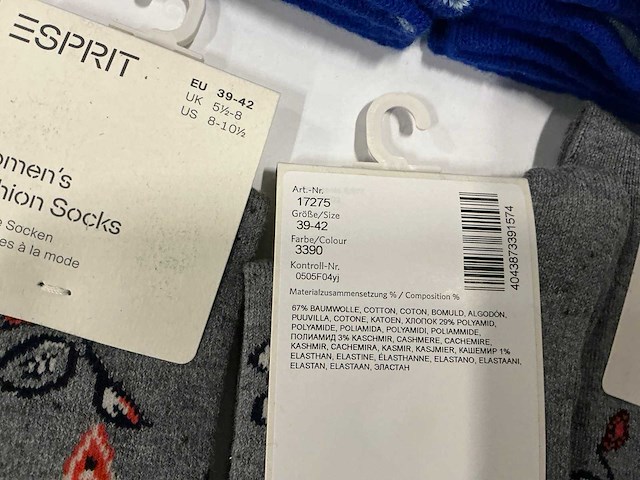 ESPRIT
EU 39-42
UK 5½-8
US 8-10½
hion Socks
Socken
à la mode
Art.-Nr.
17275
Größe/Size
39-42
Farbe/Colour
3390
Kontroll-Nr.
0505F04yj
4043873391574
Materialzusammensetzung % / Composition %
67% BAUMWOLLE, COTTON, COTON, BOMULD, ALGODÓN,
PUUVILLA, COTONE, KATOEN, ХЛОПОК 29% POLYAMID,
POLYAMIDE, POLIAMIDA, POLYAMIDI, POLIAMMIDE,
ПОЛИАМИД 3% KASCHMIR, CASHMERE, CACHEMIRE,
KASHMIR, CACHEMIRA, KASMIR, KASJMIER, КАШЕМИР 1%
ELASTHAN, ELASTINE, ÉLASTHANNE, ELASTANO, ELASTAANI,
ELASTAN, ELASTAAN, ЭЛАСТАН